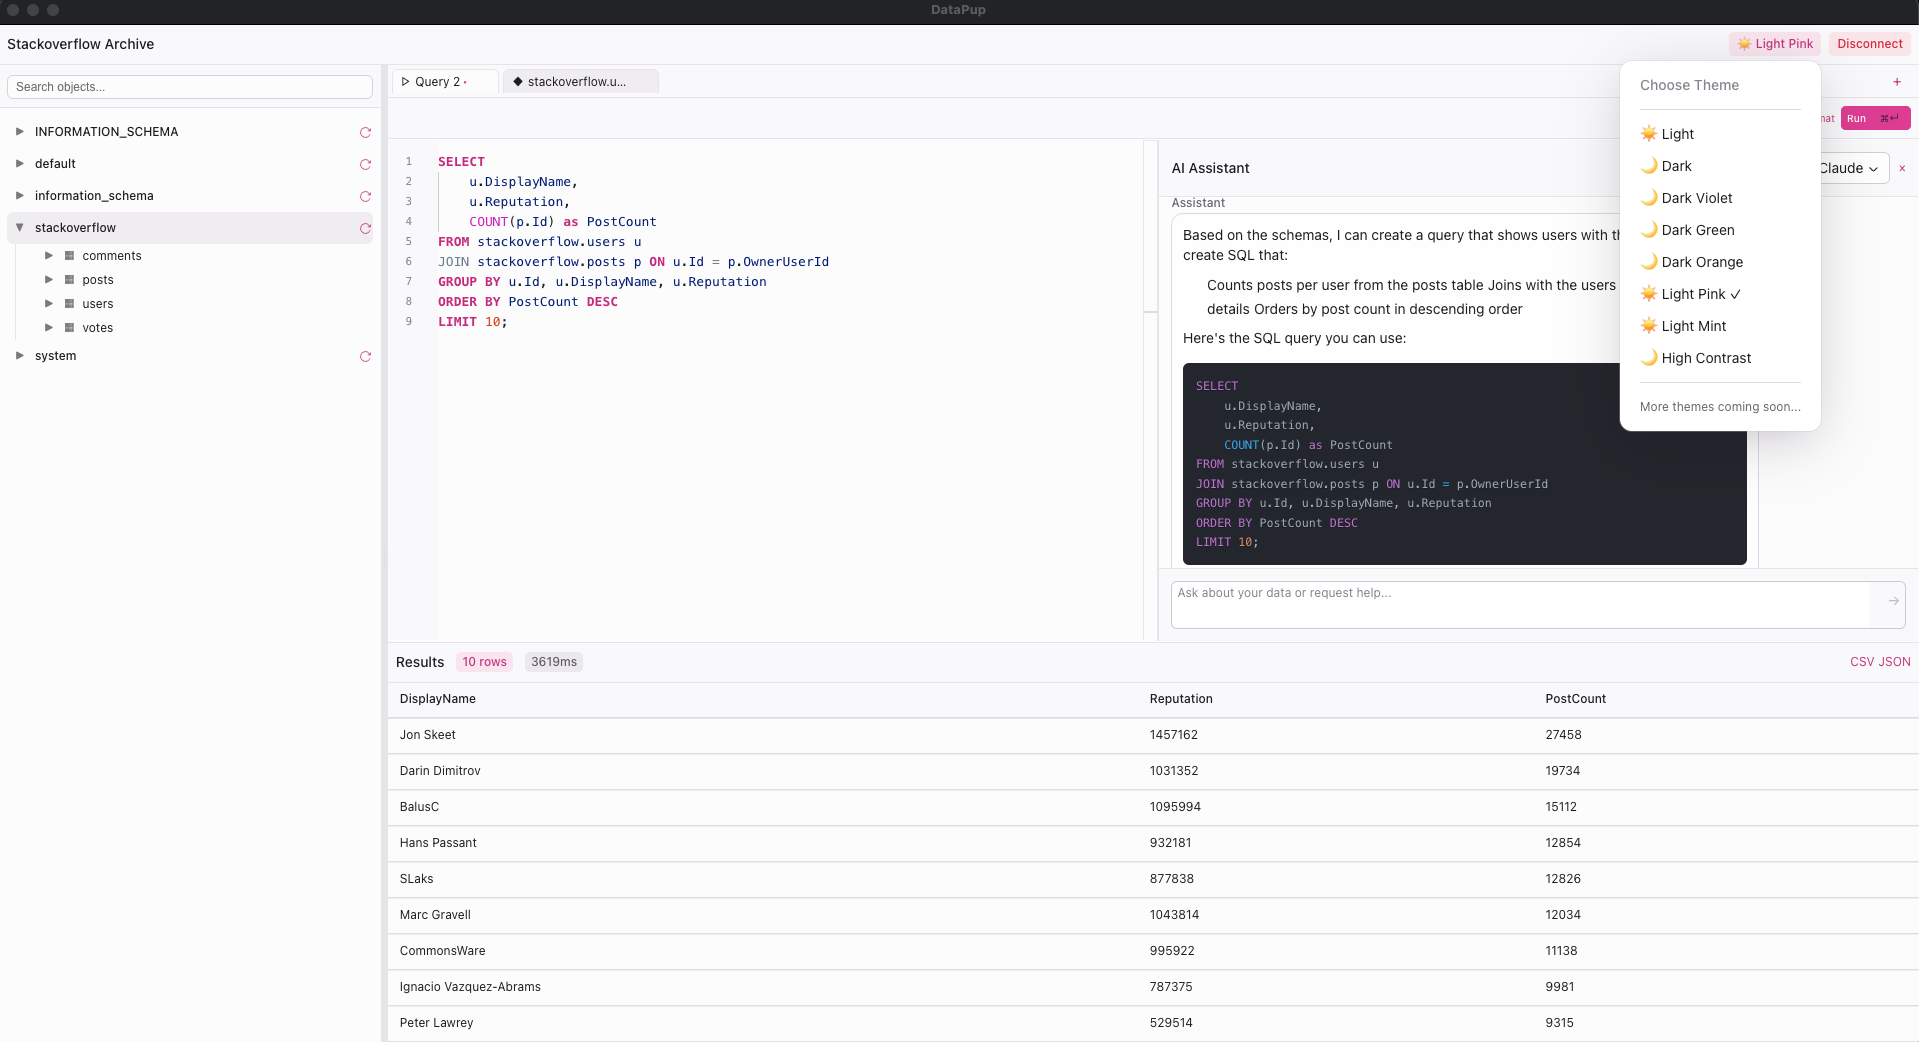 DataPup
Stackoverflow Archive
Light Pink
Disconnect
Search objects...
INFORMATION_SCHEMA
default
information_schema
stackoverflow
comments
posts
users
votes
system
Query 2
stackoverflow.u...
+
Run ⌘↵
1 SELECT
2 u.DisplayName,
3 u.Reputation,
4 COUNT(p.Id) as PostCount
5 FROM stackoverflow.users u
6 JOIN stackoverflow.posts p ON u.Id = p.OwnerUserId
7 GROUP BY u.Id, u.DisplayName, u.Reputation
8 ORDER BY PostCount DESC
9 LIMIT 10;
AI Assistant
Claude
×
Assistant
Based on the schemas, I can create a query that shows users with
create SQL that:
Counts posts per user from the posts table Joins with the users
details Orders by post count in descending order
Here's the SQL query you can use:
SELECT
u.DisplayName,
u.Reputation,
COUNT(p.Id) as PostCount
FROM stackoverflow.users u
JOIN stackoverflow.posts p ON u.Id = p.OwnerUserId
GROUP BY u.Id, u.DisplayName, u.Reputation
ORDER BY PostCount DESC
LIMIT 10;
Ask about your data or request help...
Choose Theme
Light
Dark
Dark Violet
Dark Green
Dark Orange
Light Pink ✓
Light Mint
High Contrast
More themes coming soon...
Results 10 rows 3619ms
CSV JSON
DisplayName Reputation PostCount
Jon Skeet 1457162 27458
Darin Dimitrov 1031352 19734
BalusC 1095994 15112
Hans Passant 932181 12854
SLaks 877838 12826
Marc Gravell 1043814 12034
CommonsWare 995922 11138
Ignacio Vazquez-Abrams 787375 9981
Peter Lawrey 529514 9315